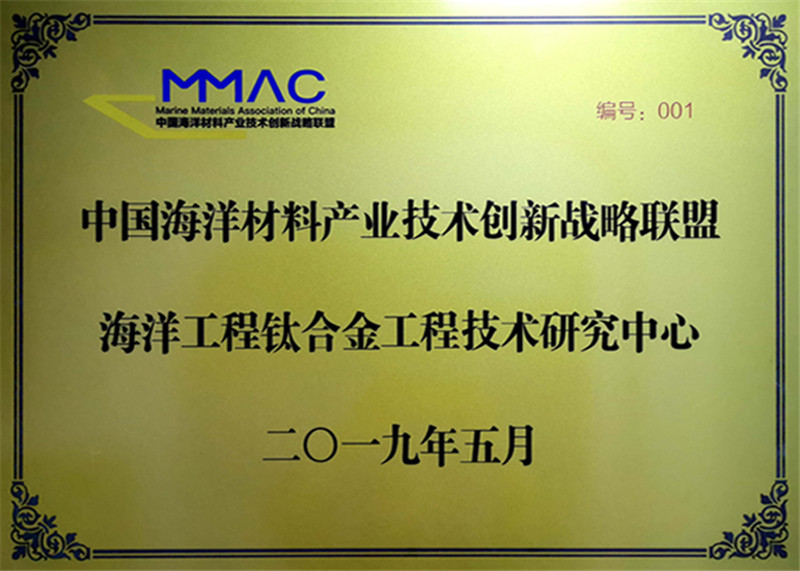 MMAC
Marine Materials Association of China
中国海洋材料产业技术创新战略联盟
编号：001
中国海洋材料产业技术创新战略联盟
海洋工程钛合金工程技术研究中心
二〇一九年五月